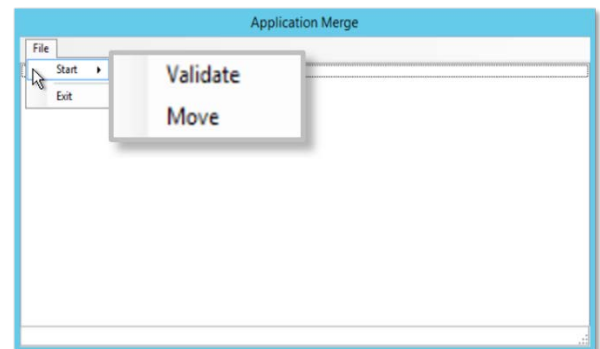 Application Merge
File
Start
Validate
Exit
Move